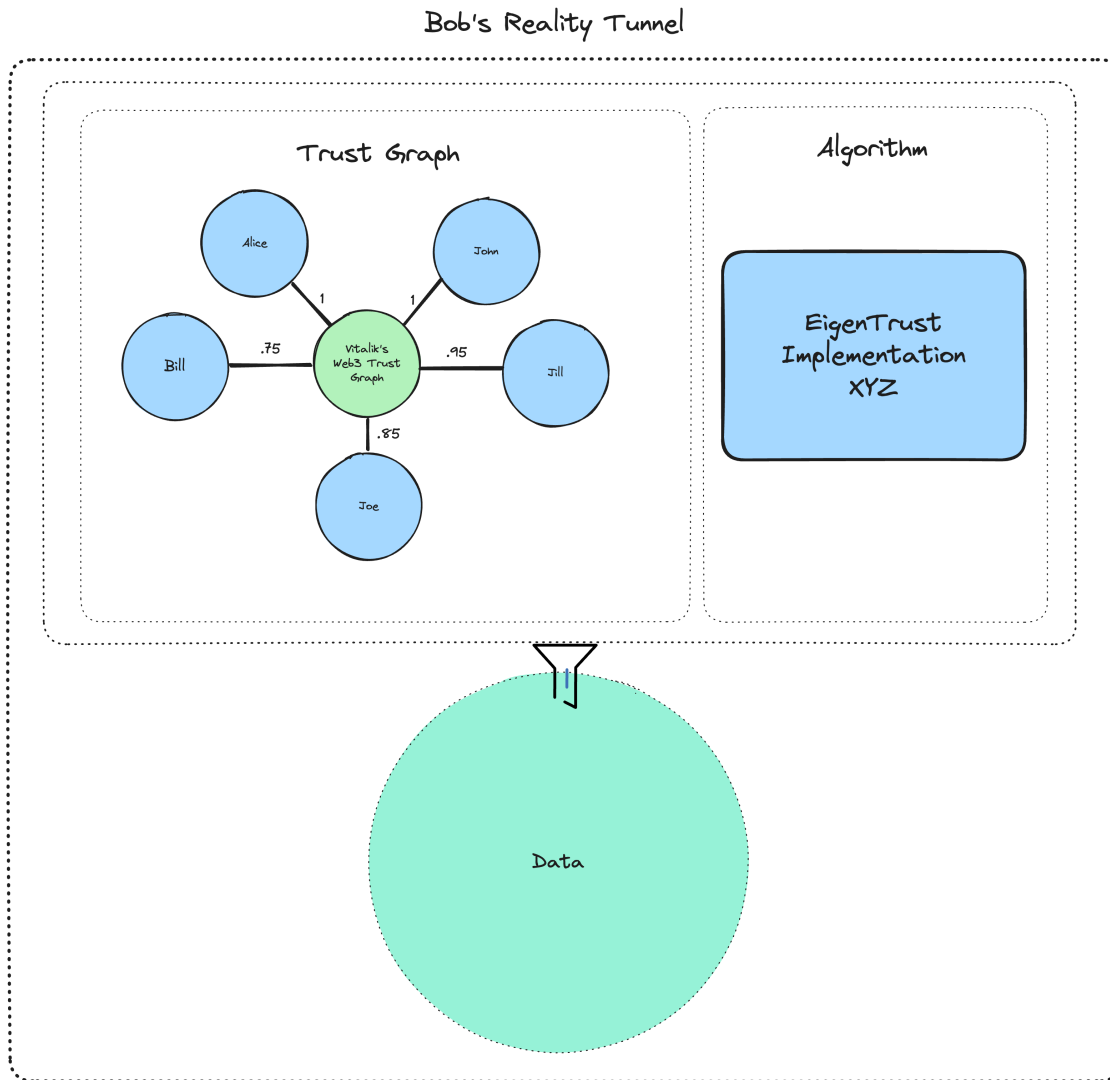 Bob's Reality Tunnel
Trust Graph
Algorithm
Alice
John
1
1
Bill
.75
Vitalik's
Web3 Trust
Graph
.95
Jill
.85
Joe
EigenTrust
Implementation
XYZ
Data